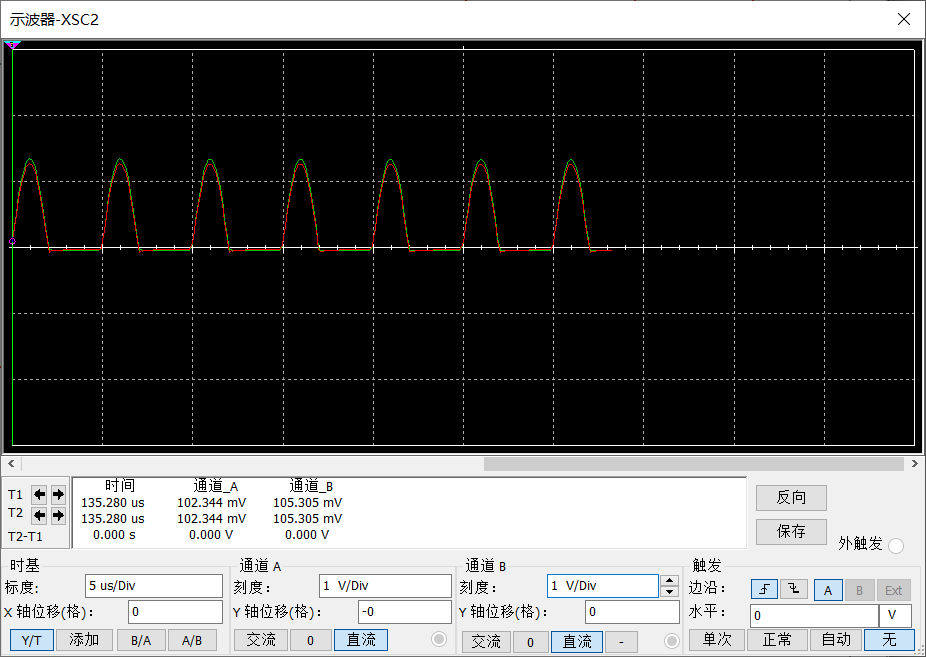 示波器-XSC2
时间 通道_A 通道_B
T1 135.280 us 102.344 mV 105.305 mV
T2 135.280 us 102.344 mV 105.305 mV
T2-T1 0.000 s 0.000 V 0.000 V
反向
保存
外触发
时基
标度: 5 us/Div
X 轴位移(格): 0
Y/T 添加 B/A A/B
通道 A
刻度: 1 V/Div
Y 轴位移(格): -0
交流 0 直流
通道 B
刻度: 1 V/Div
Y 轴位移(格): 0
交流 0 直流 -
触发
边沿: A B Ext
水平: 0 V
单次 正常 自动 无